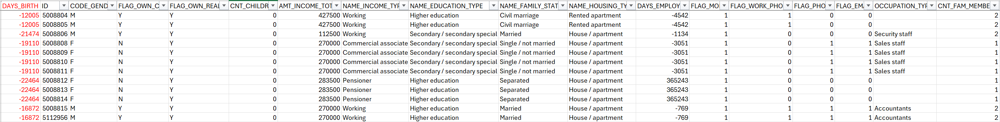 DAYS_BIRTH ID CODE_GEND FLAG_OWN_C FLAG_OWN_REAL CNT_CHILDR AMT_INCOME_TOT NAME_INCOME_TYP NAME_EDUCATION_TYPE NAME_FAMILY_STAT NAME_HOUSING_TY DAYS_EMPLOY FLAG_MO FLAG_WORK_PHO FLAG_PHO FLAG_EMA OCCUPATION_TYP CNT_FAM_MEMBE
-12005 5008804 M Y Y 0 427500 Working Higher education Civil marriage Rented apartment -4542 1 1 0 0 2
-12005 5008805 M Y Y 0 427500 Working Higher education Civil marriage Rented apartment -4542 1 1 0 0 2
-21474 5008806 M Y Y 0 112500 Working Secondary / secondary special Married House / apartment -1134 1 0 0 0 Security staff 2
-19110 5008808 F N Y 0 270000 Commercial associate Secondary / secondary special Single / not married House / apartment -3051 1 0 1 1 Sales staff 1
-19110 5008809 F N Y 0 270000 Commercial associate Secondary / secondary special Single / not married House / apartment -3051 1 0 1 1 Sales staff 1
-19110 5008810 F N Y 0 270000 Commercial associate Secondary / secondary special Single / not married House / apartment -3051 1 0 1 1 Sales staff 1
-19110 5008811 F N Y 0 270000 Commercial associate Secondary / secondary special Single / not married House / apartment -3051 1 0 1 1 Sales staff 1
-22464 5008812 F N Y 0 283500 Pensioner Higher education Separated House / apartment 365243 1 0 0 0 1
-22464 5008813 F N Y 0 283500 Pensioner Higher education Separated House / apartment 365243 1 0 0 0 1
-22464 5008814 F N Y 0 283500 Pensioner Higher education Separated House / apartment 365243 1 0 0 0 1
-16872 5008815 M Y Y 0 270000 Working Higher education Married House / apartment -769 1 1 1 1 Accountants 2
-16872 5112956 M Y Y 0 270000 Working Higher education Married House / apartment -769 1 1 1 1 Accountants 2